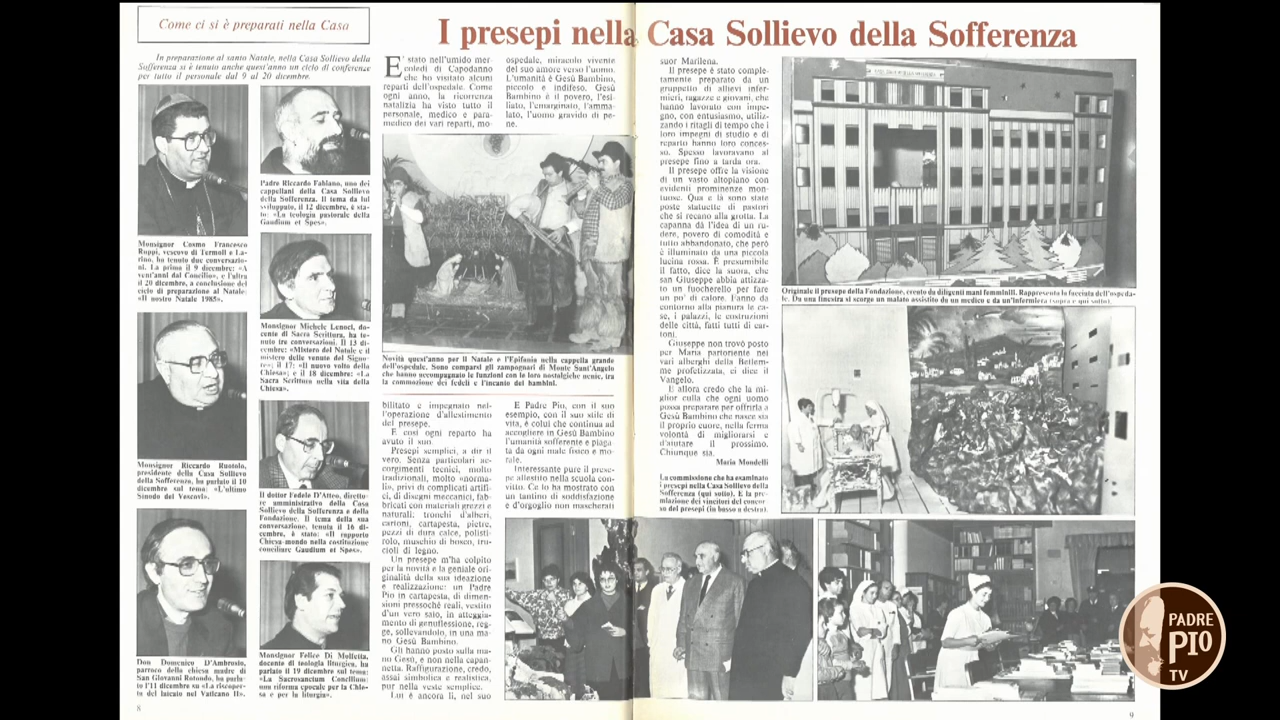 Come ci si è preparati nella Casa
In preparazione al santo Natale, nella Casa Sollievo della
Sofferenza si è tenuto anche quest'anno un ciclo di conferenze
per tutto il personale dal 9 al 20 dicembre.
Monsignor Cosmo Francesco
Ruppi, vescovo di Termoli e La-
rino, ha tenuto due conversazio-
ni. La prima il 9 dicembre: «A
vent'anni dal Concilio», e l'altra
il 20 dicembre, a conclusione del
ciclo di preparazione al Natale:
«Il nostro Natale 1985».
Padre Riccardo Fabiano, uno dei
cappellani della Casa Sollievo
della Sofferenza. Il tema da lui
sviluppato, il 12 dicembre, è sta-
to: «La teologia pastorale della
Gaudium et Spes».
Monsignor Michele Lenoci, do-
cente di Sacra Scrittura, ha te-
nuto tre conversazioni. Il 13 di-
cembre: «Mistero del Natale e il
mistero delle venute del Signo-
re»; il 17: «Il nuovo volto della
Chiesa»; e il 18 dicembre: «La
Sacra Scrittura nella vita della
Chiesa».
Monsignor Riccardo Ruotolo,
presidente della Casa Sollievo
della Sofferenza, ha parlato il 10
dicembre sul tema: «L'ultimo
Sinodo dei Vescovi».
Il dottor Fedele D'Atteo, diretto-
re amministrativo della Casa
Sollievo della Sofferenza e della
Fondazione. Il tema della sua
conversazione, tenuta il 16 di-
cembre, è stato: «Il rapporto
Chiesa-mondo nella costituzione
conciliare Gaudium et Spes».
Don Domenico D'Ambrosio,
parroco della chiesa madre di
San Giovanni Rotondo, ha parla-
to l'11 dicembre su «La riscoper-
ta del laicato nel Vaticano II».
Monsignor Felice Di Molfetta,
docente di teologia liturgica, ha
parlato il 19 dicembre sul tema:
«La Sacrosanctum Concilium:
una riforma epocale per la Chie-
sa e per la liturgia».
8
I presepi nella Casa Sollievo della Sofferenza
E' stato nell'umido mer-
coledì di Capodanno
che ho visitato alcuni
reparti dell'ospedale. Come
ogni anno, la ricorrenza
natalizia ha visto tutto il
personale, medico e para-
medico dei vari reparti, mo-
Novità quest'anno per il Natale e l'Epifania nella cappella grande
dell'ospedale. Sono comparsi gli zampognari di Monte Sant'Angelo
che hanno accompagnato le funzioni con le loro nostalgiche nenie, tra
la commozione dei fedeli e l'incanto dei bambini.
bilitato e impegnato nel-
l'operazione d'allestimento
del presepe.
E così ogni reparto ha
avuto il suo.
Presepi semplici, a dir il
vero. Senza particolari ac-
corgimenti tecnici, molto
tradizionali, molto «norma-
li», privi di complicati artifi-
ci, di disegni meccanici, fab-
bricati con materiali grezzi e
naturali: tronchi d'alberi,
cartoni, cartapesta, pietre,
pezzi di dura calce, polisti-
rolo, muschio di bosco, tru-
cioli di legno.
Un presepe m'ha colpito
per la novità e la geniale ori-
ginalità della sua ideazione
e realizzazione: un Padre
Pio in cartapesta, di dimen-
sioni pressoché reali, vestito
d'un vero saio, in atteggia-
mento di genuflessione, reg-
ge, sollevandolo, in una ma-
no Gesù Bambino.
Gli hanno posto sulla ma-
no Gesù, e non nella capan-
netta. Raffigurazione, credo,
assai simbolica e realistica,
pur nella veste semplice.
Lui è ancora lì, nel suo
ospedale, miracolo vivente
del suo amore verso l'uomo.
L'umanità è Gesù Bambino,
piccolo e indifeso. Gesù
Bambino è il povero, l'esi-
liato, l'emarginato, l'amma-
lato, l'uomo gravido di pe-
ne.
E Padre Pio, con il suo
esempio, con il suo stile di
vita, è colui che continua ad
accogliere in Gesù Bambino
l'umanità sofferente e piaga-
ta da ogni male fisico e mo-
rale.
Interessante pure il prese-
pe allestito nella scuola con-
vitto. Ce lo ha mostrato con
un tantino di soddisfazione
e d'orgoglio non mascherati
suor Marilena.
Il presepe è stato comple-
tamente preparato da un
gruppetto di allievi infer-
mieri, ragazze e giovani, che
hanno lavorato con impe-
gno, con entusiasmo, utiliz-
zando i ritagli di tempo che i
loro impegni di studio e di
reparto hanno loro conces-
so. Spesso lavoravano al
presepe fino a tarda ora.
Il presepe offre la visione
di un vasto altopiano con
evidenti prominenze mon-
tuose. Qua e là sono state
poste statuette di pastori
che si recano alla grotta. La
capanna dà l'idea di un ru-
dere, povero di comodità e
tutto abbandonato, che però
è illuminato da una piccola
lucina rossa. È presumibile
il fatto, dice la suora, che
san Giuseppe abbia attizza-
to un fuocherello per fare
un po' di calore. Fanno da
contorno alla pianura le ca-
se, i palazzi, le costruzioni
delle città, fatti tutti di car-
toni.
Giuseppe non trovò posto
per Maria partoriente nei
vari alberghi della Betlem-
me profetizzata, ci dice il
Vangelo.
E allora credo che la mi-
glior culla che ogni uomo
possa preparare per offrirla a
Gesù Bambino che nasce sia
il proprio cuore, nella ferma
volontà di migliorarsi e
d'aiutare il prossimo.
Chiunque sia.
Maria Mondelli
La commissione che ha esaminato
i presepi nella Casa Sollievo della
Sofferenza (qui sotto). E la pre-
miazione dei vincitori del concor-
so dei presepi (in basso a destra).
Originale il presepe della Fondazione, creato da diligenti mani femminili. Rappresenta la facciata dell'ospeda-
le. Da una finestra si scorge un malato assistito da un medico e da un'infermiera (sopra e qui sotto).
9
PADRE
PIO
TV